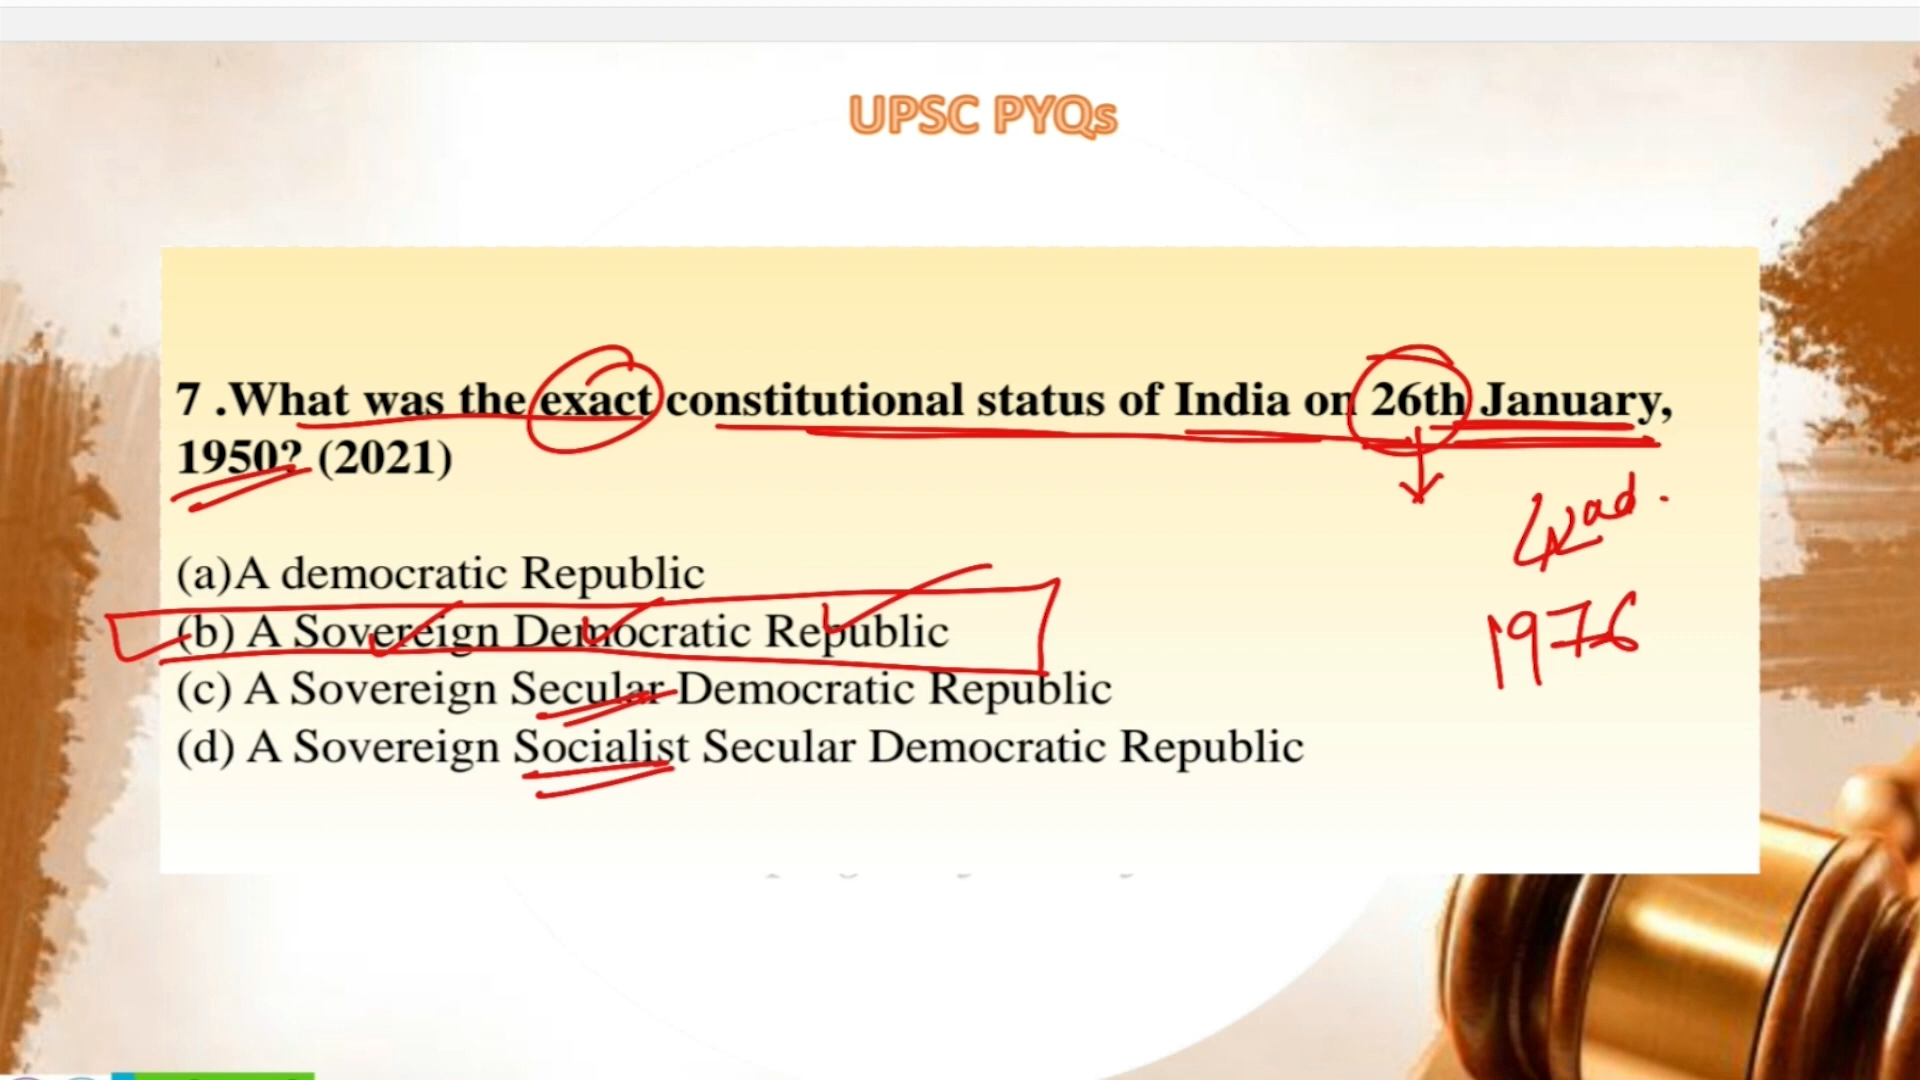 UPSC PYQs
7 .What was the exact constitutional status of India on 26th January,
1950? (2021)
42nd.
(a)A democratic Republic
(b) A Sovereign Democratic Republic
1976
(c) A Sovereign Secular Democratic Republic
(d) A Sovereign Socialist Secular Democratic Republic